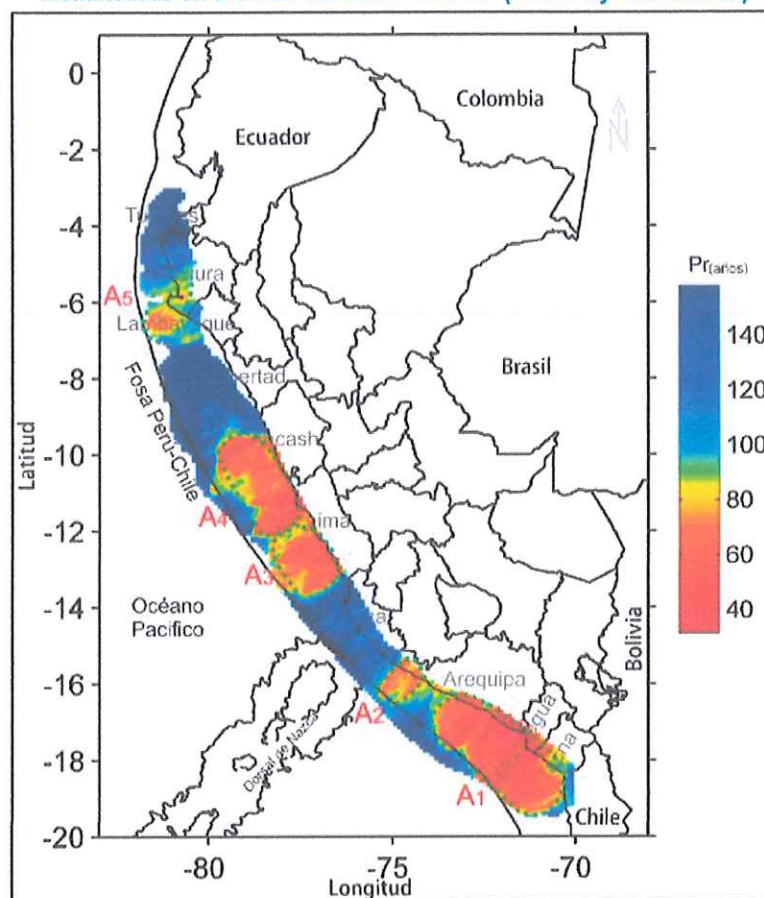 0
-2
-4
-6
-8
-10
-12
-14
-16
-18
-20
Latitud
-80
-75
-70
Longitud
Colombia
Ecuador
Brasil
Bolivia
Chile
Océano
Pacífico
Fosa Perú-Chile
Dorsal de Nazca
Arequipa
A5
A4
A3
A2
A1
N
Pr(años)
140
120
100
80
60
40